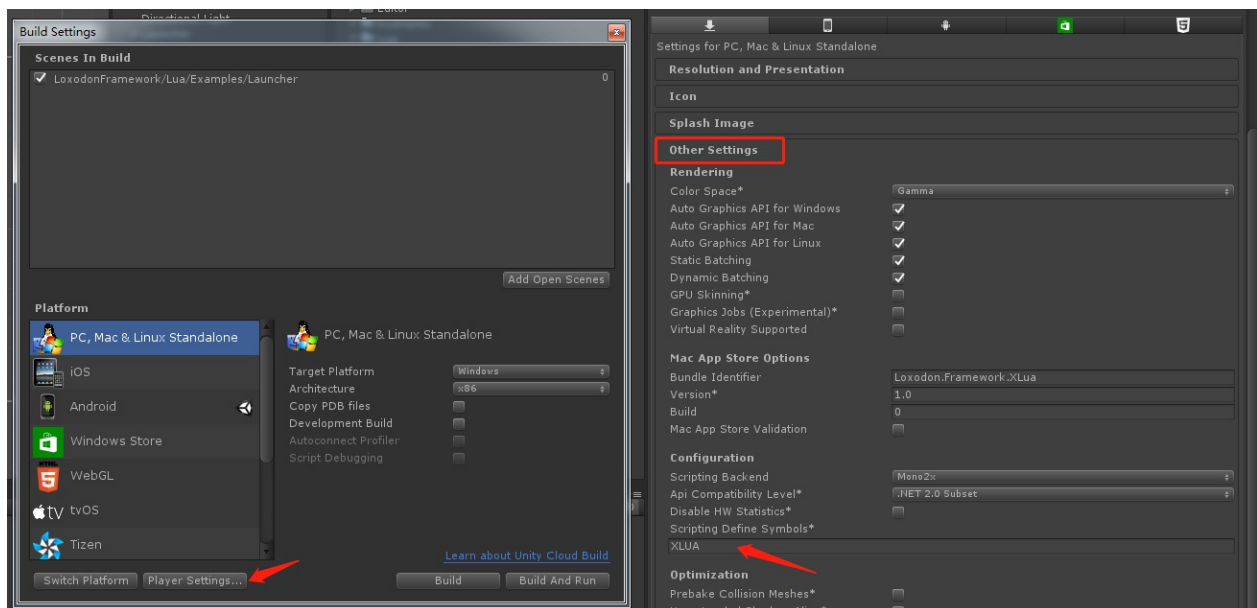 Directional Light
Editor
Build Settings
Scenes In Build
LoxodonFramework/Lua/Examples/Launcher 0
Add Open Scenes
Platform
PC, Mac & Linux Standalone
iOS
Android
Windows Store
HTML
5
WebGL
tv tvOS
Tizen
PC, Mac & Linux Standalone
Target Platform Windows
Architecture x86
Copy PDB files
Development Build
Autoconnect Profiler
Script Debugging
Learn about Unity Cloud Build
Switch Platform Player Settings... Build Build And Run
5
Settings for PC, Mac & Linux Standalone
Resolution and Presentation
Icon
Splash Image
Other Settings
Rendering
Color Space* Gamma
Auto Graphics API for Windows
Auto Graphics API for Mac
Auto Graphics API for Linux
Static Batching
Dynamic Batching
GPU Skinning*
Graphics Jobs (Experimental)*
Virtual Reality Supported
Mac App Store Options
Bundle Identifier Loxodon.Framework.XLua
Version* 1.0
Build 0
Mac App Store Validation
Configuration
Scripting Backend Mono2x
Api Compatibility Level* .NET 2.0 Subset
Disable HW Statistics*
Scripting Define Symbols*
XLUA
Optimization
Prebake Collision Meshes*